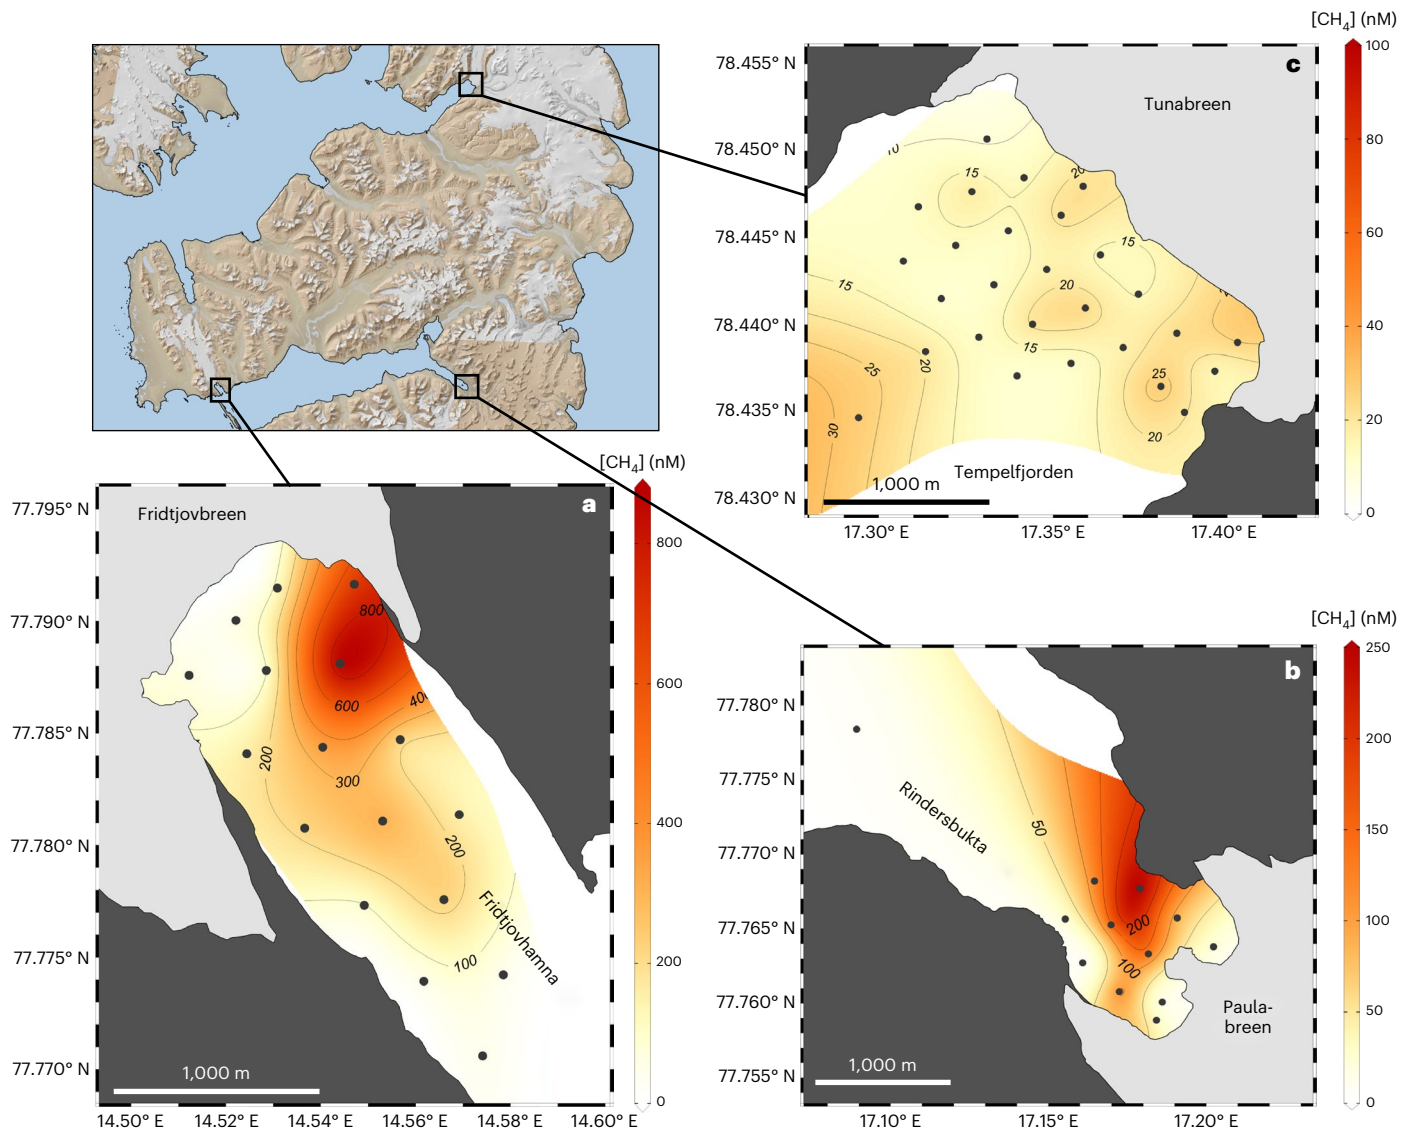 [CH4] (nM)
c
Tunabreen
78.455° N
78.450° N
78.445° N
78.440° N
78.435° N
78.430° N
10
15
20
15
15
20
15
20
25
25
30
20
Tempelfjorden
1,000 m
17.30° E
17.35° E
17.40° E
100
80
60
40
20
0
[CH4] (nM)
a
Fridtjovbreen
77.795° N
77.790° N
77.785° N
77.780° N
77.775° N
77.770° N
800
600
400
200
300
200
100
Fridtjovhamna
1,000 m
14.50° E
14.52° E
14.54° E
14.56° E
14.58° E
14.60° E
800
600
400
200
0
[CH4] (nM)
b
77.780° N
77.775° N
77.770° N
77.765° N
77.760° N
77.755° N
Rindersbukta
50
200
100
Paula-
breen
1,000 m
17.10° E
17.15° E
17.20° E
250
200
150
100
50
0